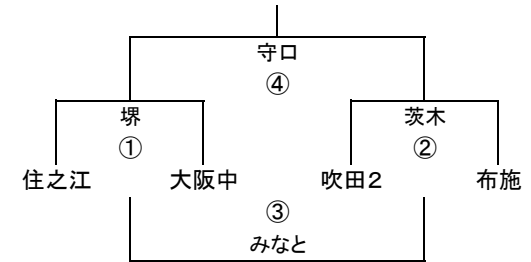 守口
④
堺 茨木
① ②
住之江 大阪中 吹田２ 布施
③
みなと